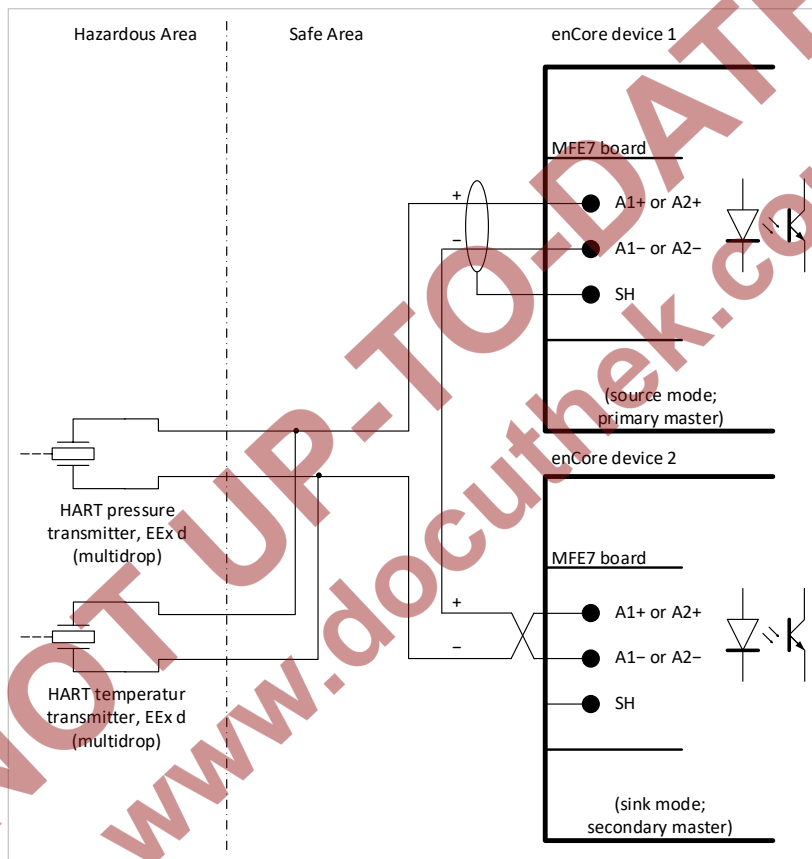 Hazardous Area
Safe Area
enCore device 1
MFE7 board
+
A1+ or A2+
−
A1− or A2−
SH
(source mode;
primary master)
HART pressure
transmitter, EEx d
(multidrop)
enCore device 2
MFE7 board
+
A1+ or A2+
−
A1− or A2−
SH
HART temperatur
transmitter, EEx d
(multidrop)
(sink mode;
secondary master)
NOT UP-TO-DATE
www.docuthek.co